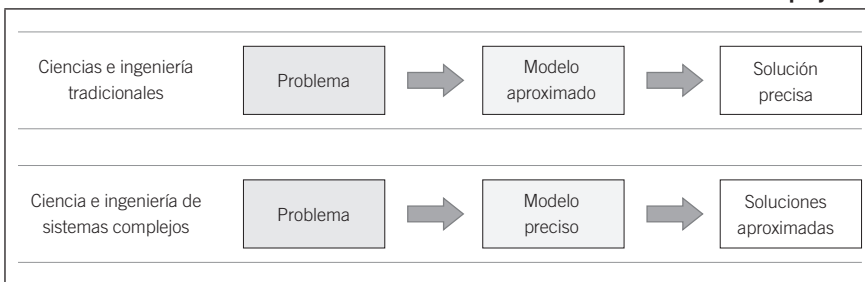 Ciencias e ingeniería
tradicionales
Problema
Modelo
aproximado
Solución
precisa
Ciencia e ingeniería de
sistemas complejos
Problema
Modelo
preciso
Soluciones
aproximadas